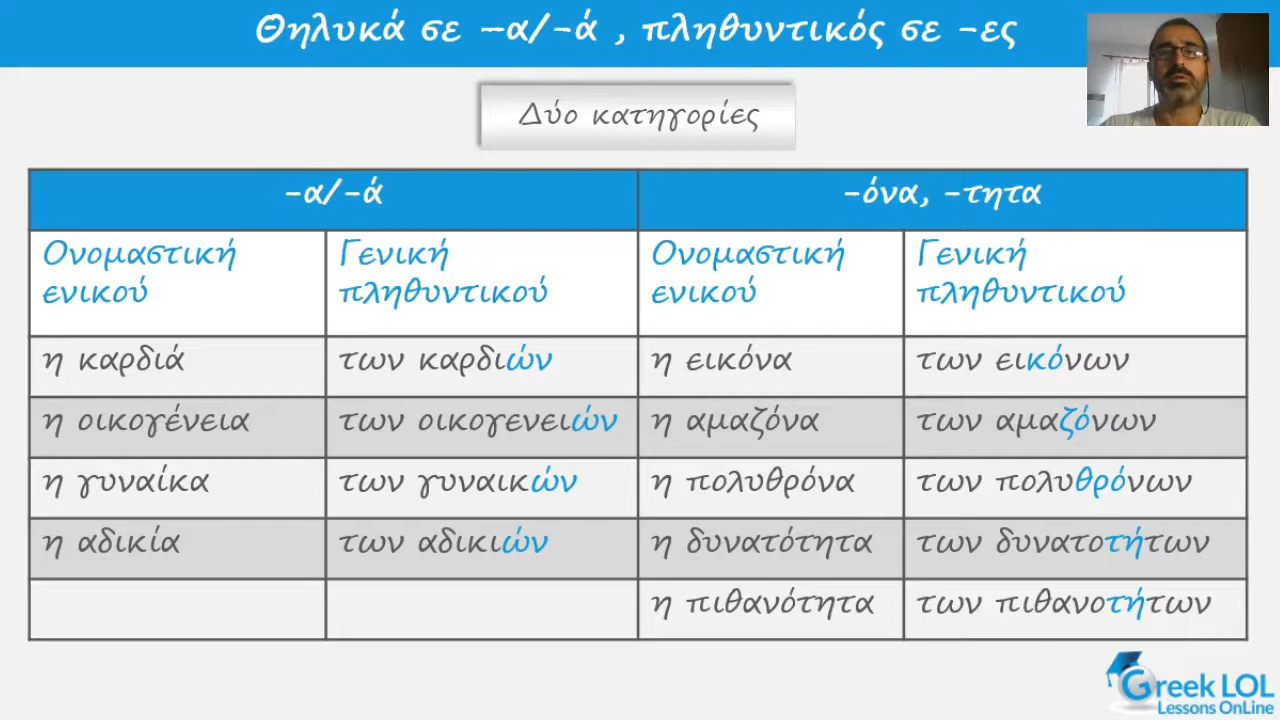 Θηλυκά σε –α/-ά , πληθυντικός σε -ες
Δύο κατηγορίες
-α/-ά
-όνα, -τητα
Ονομαστική ενικού
Γενική πληθυντικού
Ονομαστική ενικού
Γενική πληθυντικού
η καρδιά
των καρδιών
η εικόνα
των εικόνων
η οικογένεια
των οικογενειών
η αμαζόνα
των αμαζόνων
η γυναίκα
των γυναικών
η πολυθρόνα
των πολυθρόνων
η αδικία
των αδικιών
η δυνατότητα
των δυνατοτήτων
η πιθανότητα
των πιθανοτήτων
Greek LOL
Lessons OnLine